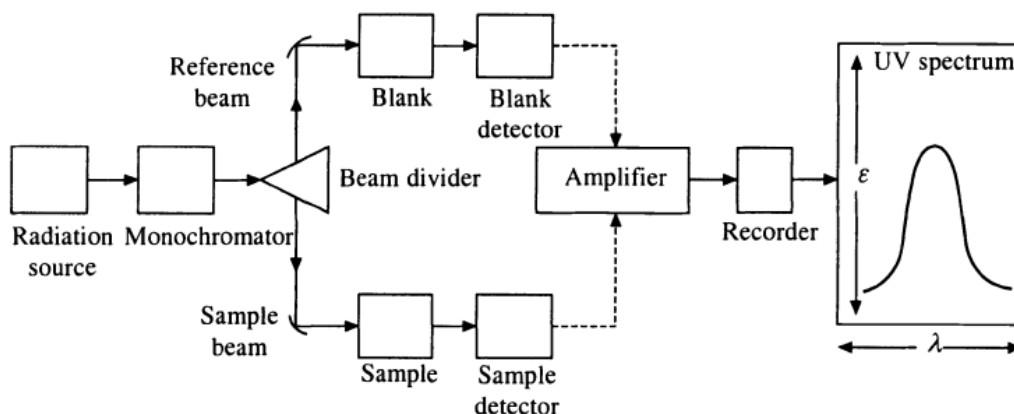 Reference
beam
Blank
Blank
detector
UV spectrum
ε
λ
Radiation
source
Monochromator
Beam divider
Amplifier
Recorder
Sample
beam
Sample
Sample
detector